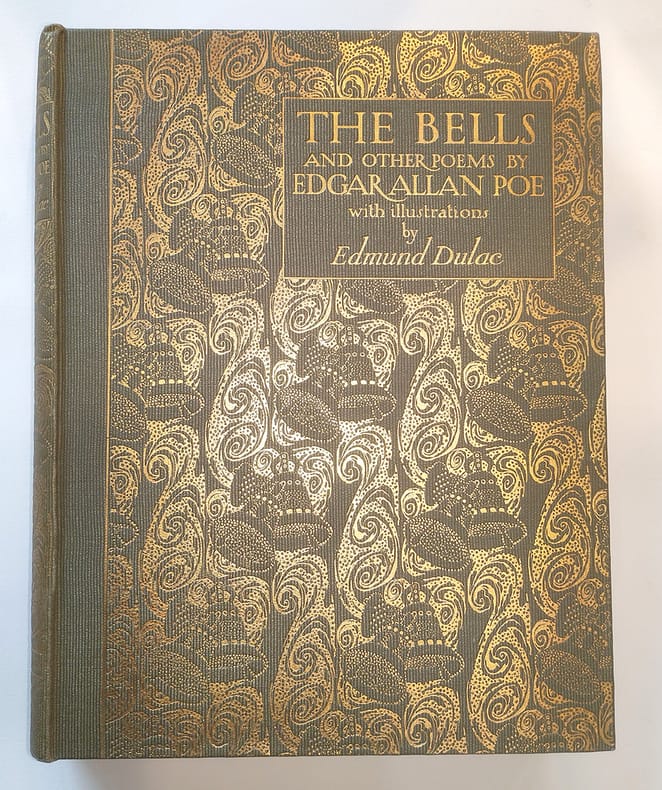 THE BELLS
AND OTHER POEMS BY
EDGAR ALLAN POE
with illustrations
by
Edmund Dulac